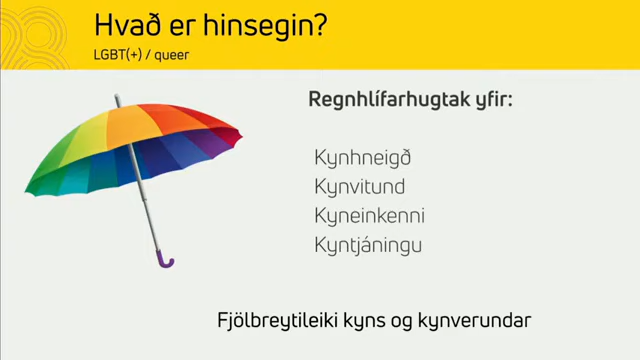 Hvað er hinsegin?
LGBT(+) / queer
Regnhlífarhugtak yfir:
Kynhneigð
Kynvitund
Kyneinkenni
Kyntjáningu
Fjölbreytileiki kyns og kynverundar